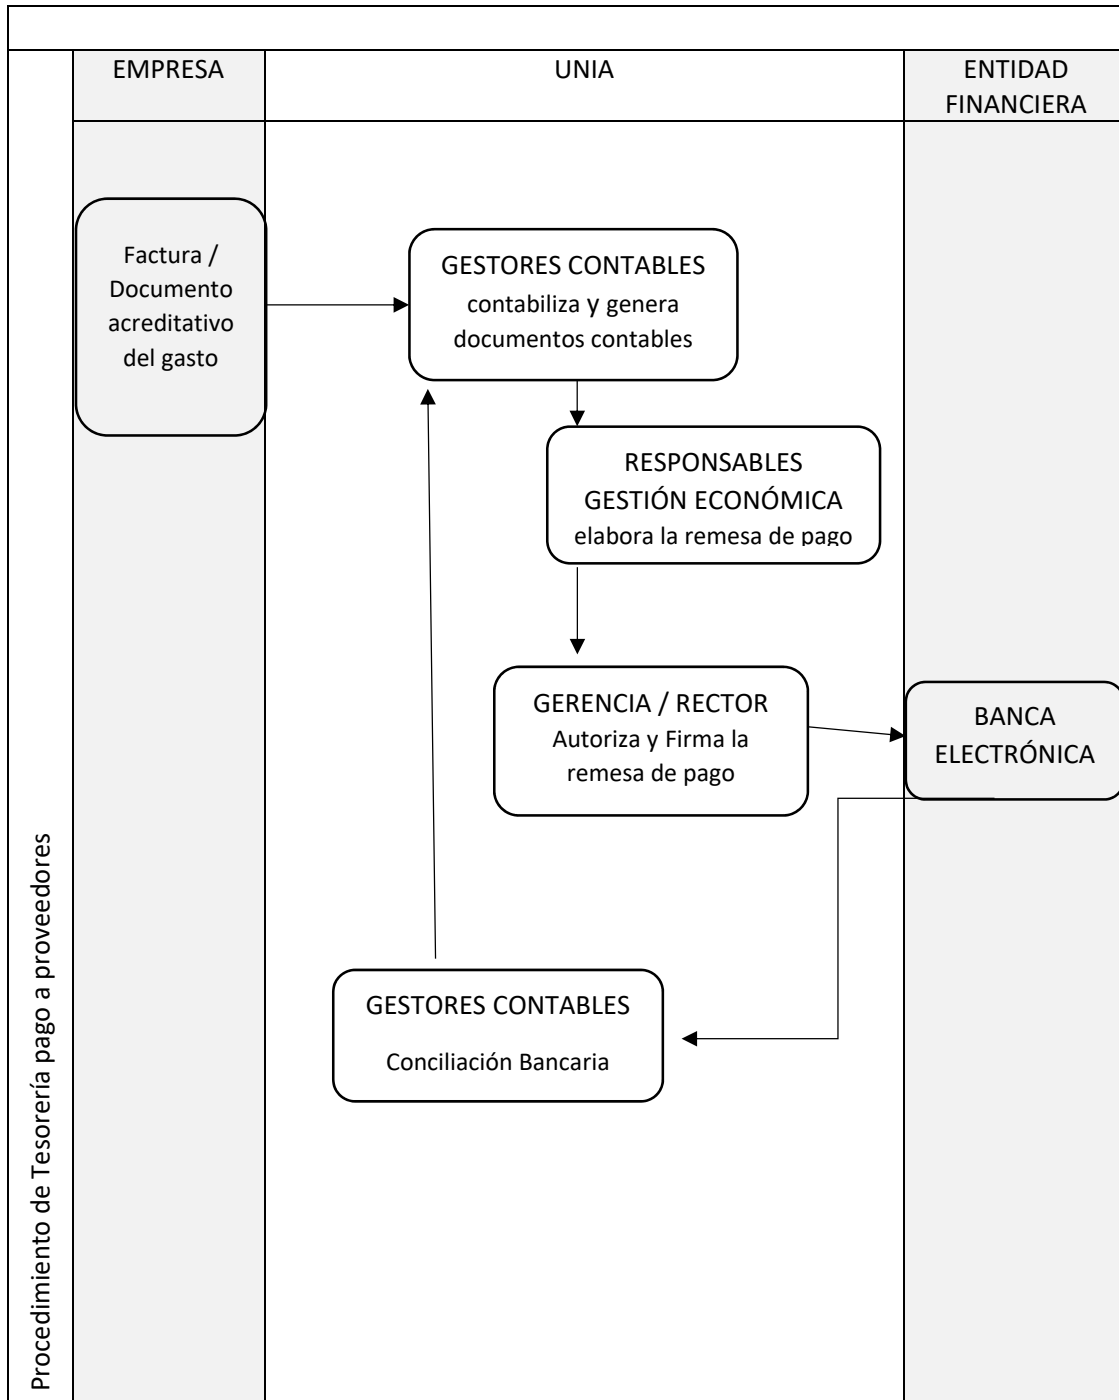 EMPRESA
UNIA
ENTIDAD
FINANCIERA
Factura /
Documento
acreditativo
del gasto
GESTORES CONTABLES
contabiliza y genera
documentos contables
RESPONSABLES
GESTIÓN ECONÓMICA
elabora la remesa de pago
GERENCIA / RECTOR
Autoriza y Firma la
remesa de pago
BANCA
ELECTRÓNICA
GESTORES CONTABLES
Conciliación Bancaria
Procedimiento de Tesorería pago a proveedores